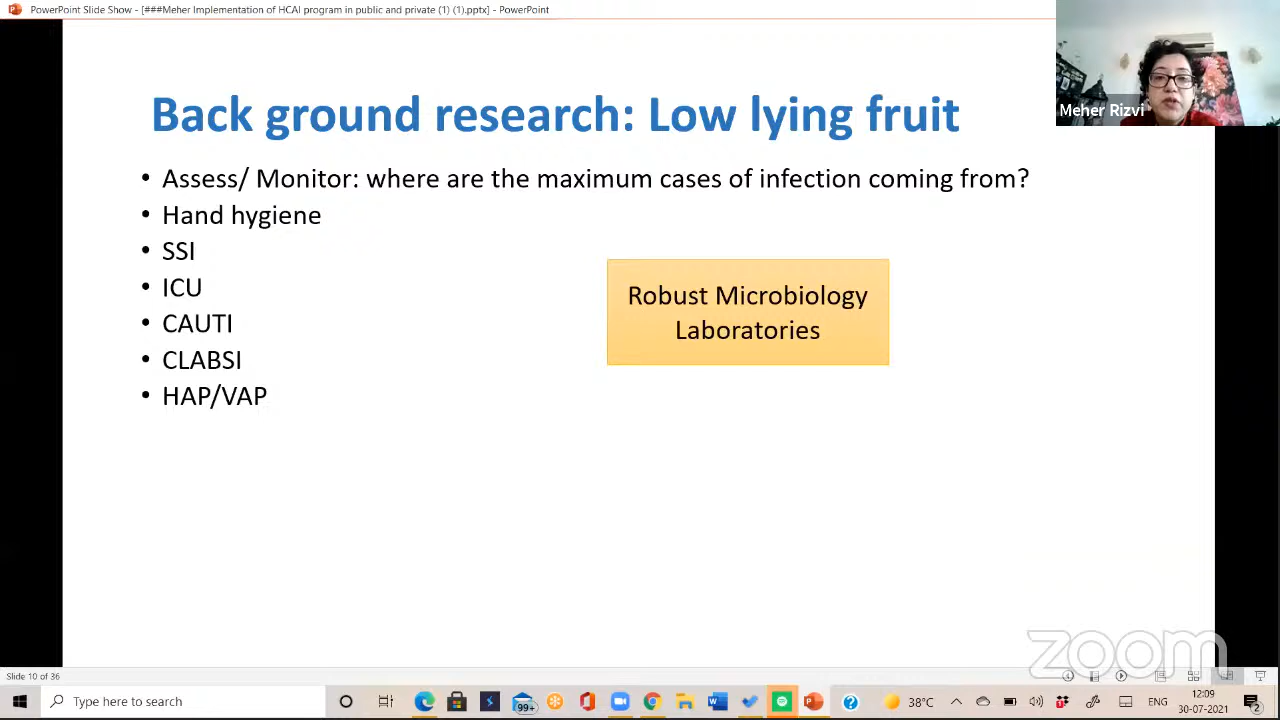 PowerPoint Slide Show - [###Meher Implementation of HCAI program in public and private (1) (1).pptx] - PowerPoint
Meher Rizvi
Back ground research: Low lying fruit
• Assess/ Monitor: where are the maximum cases of infection coming from?
• Hand hygiene
• SSI
• ICU
• CAUTI
• CLABSI
• HAP/VAP
Robust Microbiology
Laboratories
zoom
Slide 10 of 36
Type here to search
99+
38°C
ENG
12:09
30-07-2021
2